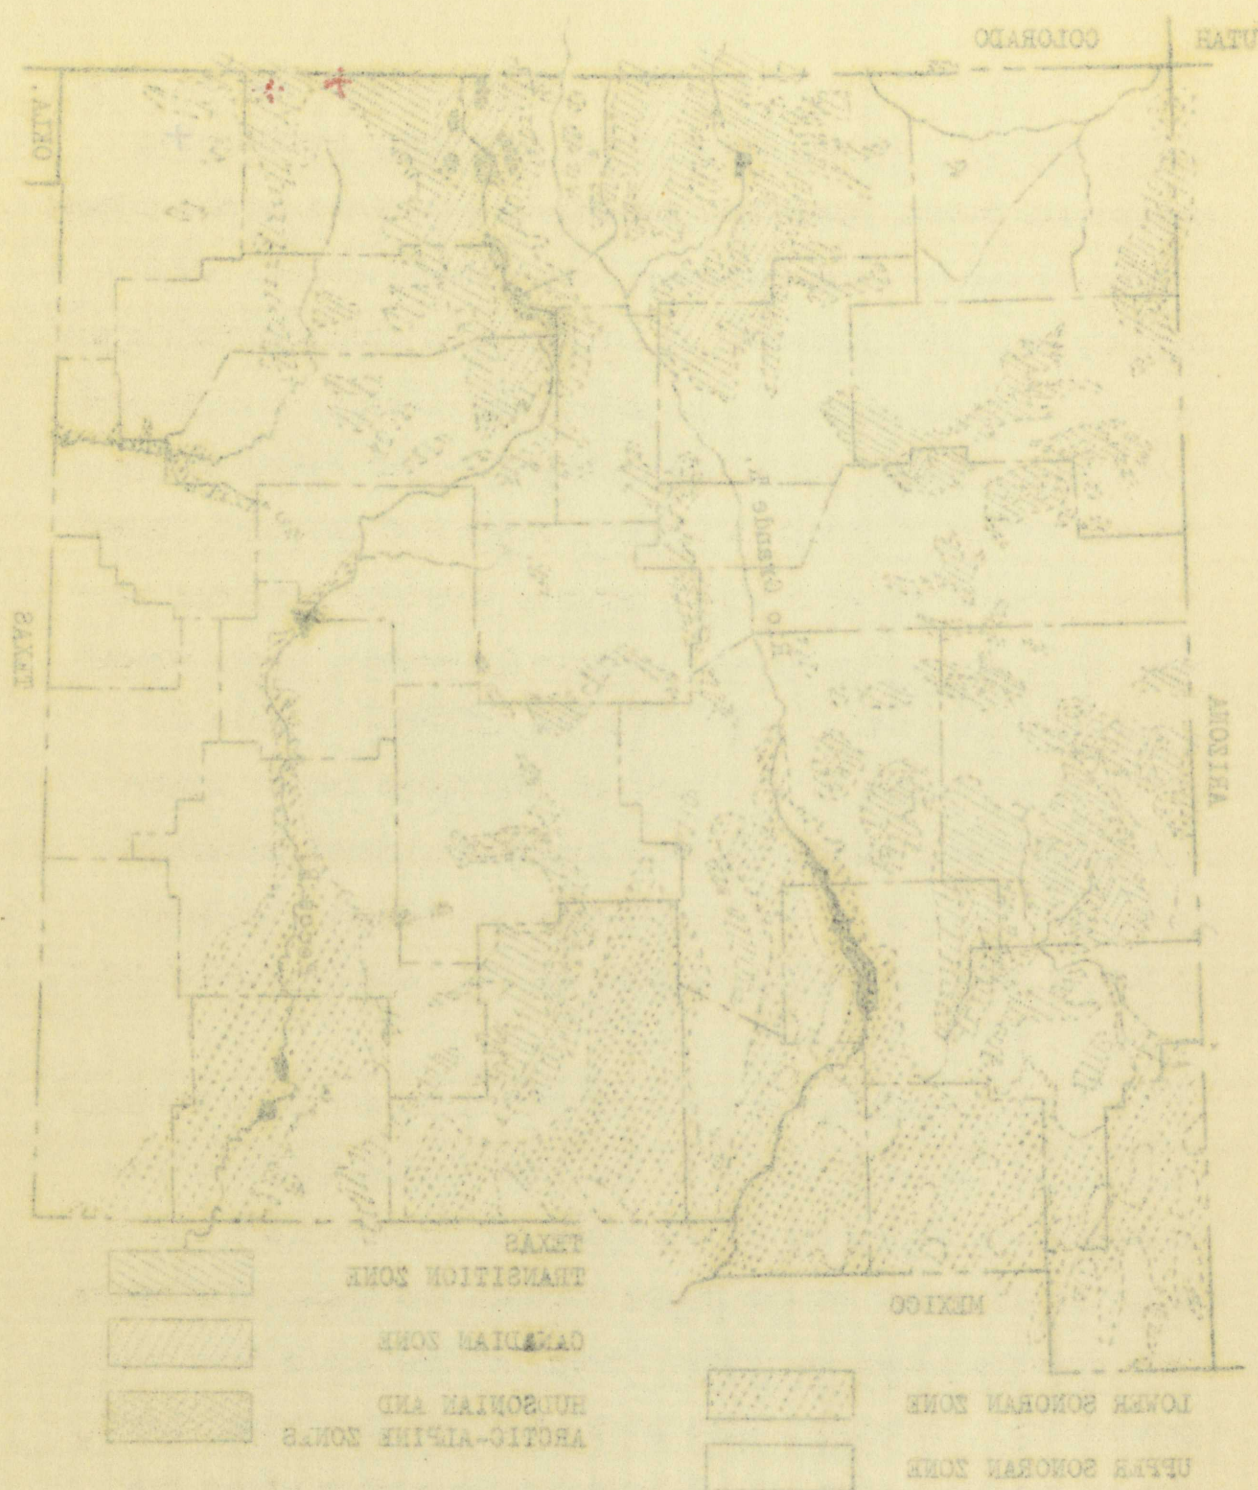 UTAH
COLORADO
OKLA.
Rio Grande R.
TEXAS
ARIZONA
TEXAS
MEXICO
TRANSITION ZONE
CANADIAN ZONE
HUDSONIAN AND
ARCTIC-ALPINE ZONES
LOWER SONORAN ZONE
UPPER SONORAN ZONE